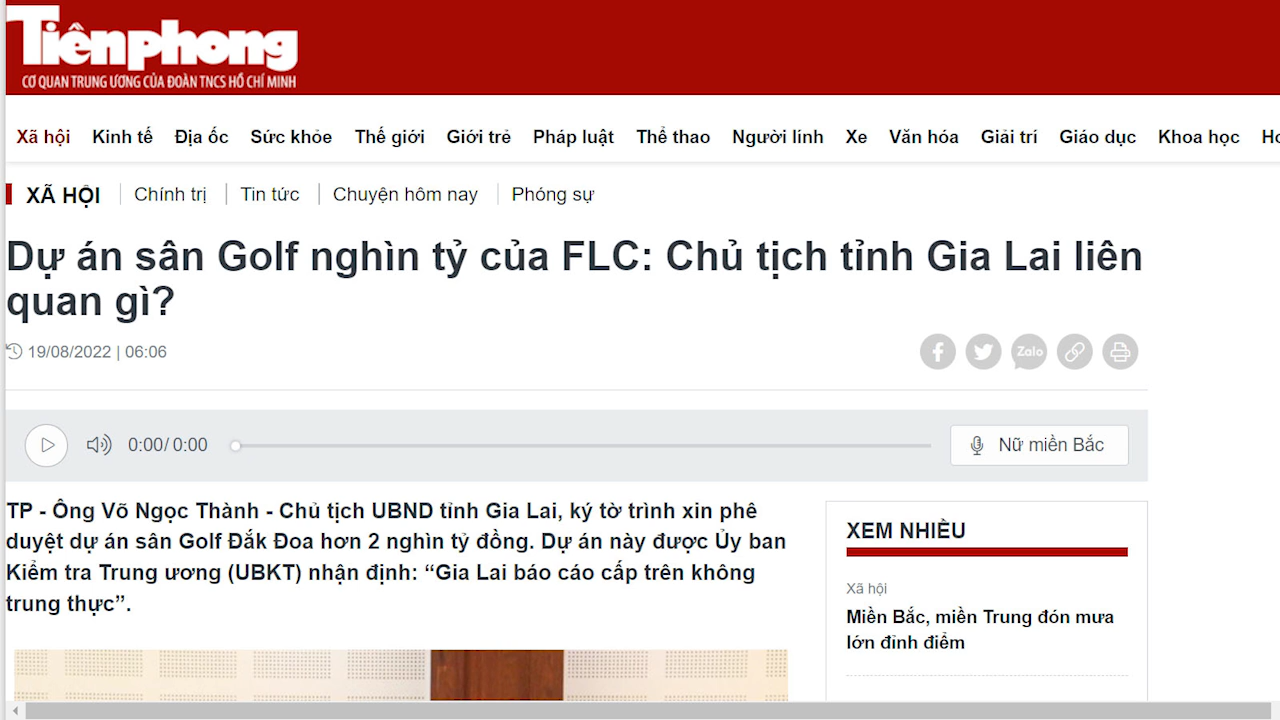 Tiềnphong
CƠ QUAN TRUNG ƯƠNG CỦA ĐOÀN TNCS HỒ CHÍ MINH
Xã hội Kinh tế Địa ốc Sức khỏe Thế giới Giới trẻ Pháp luật Thể thao Người lính Xe Văn hóa Giải trí Giáo dục Khoa học
XÃ HỘI Chính trị Tin tức Chuyện hôm nay Phóng sự
Dự án sân Golf nghìn tỷ của FLC: Chủ tịch tỉnh Gia Lai liên
quan gì?
19/08/2022 | 06:06
Zalo
0:00/ 0:00
Nữ miền Bắc
TP - Ông Võ Ngọc Thành - Chủ tịch UBND tỉnh Gia Lai, ký tờ trình xin phê
duyệt dự án sân Golf Đắk Đoa hơn 2 nghìn tỷ đồng. Dự án này được Ủy ban
Kiểm tra Trung ương (UBKT) nhận định: “Gia Lai báo cáo cấp trên không
trung thực”.
XEM NHIỀU
Xã hội
Miền Bắc, miền Trung đón mưa
lớn đỉnh điểm